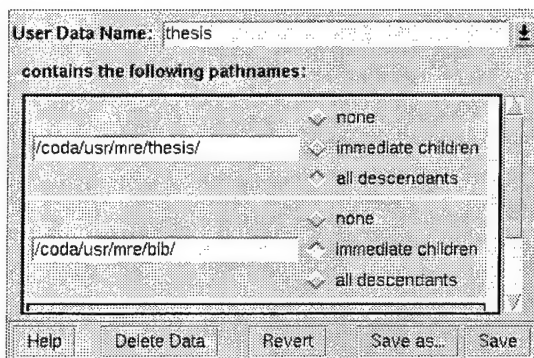 User Data Name: thesis
contains the following pathnames:
none
/coda/usr/mre/thesis/ immediate children
all descendants
none
/coda/usr/mre/bib/ immediate children
all descendants
Help Delete Data Revert Save as... Save